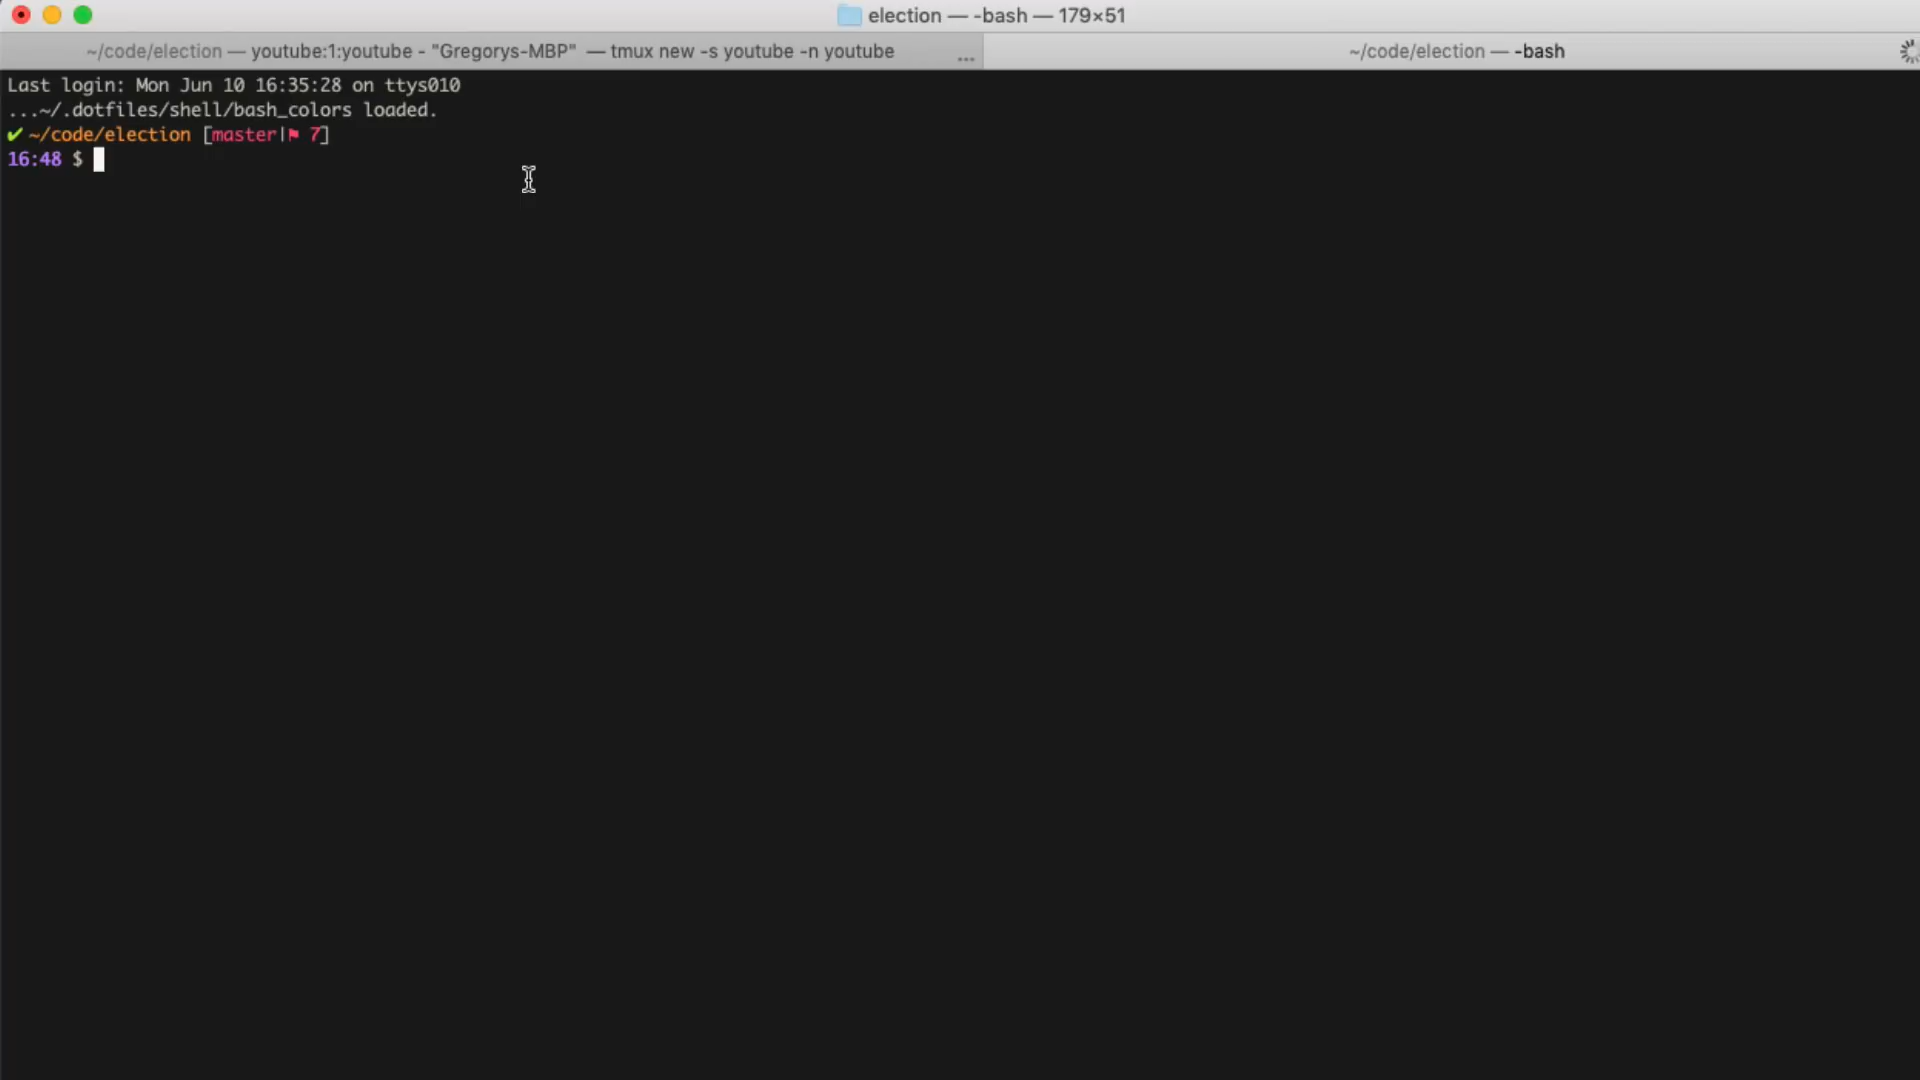 election — -bash — 179×51
~/code/election — youtube:1:youtube - "Gregorys-MBP" — tmux new -s youtube -n youtube ...
~/code/election — -bash
Last login: Mon Jun 10 16:35:28 on ttys010
...~/.dotfiles/shell/bash_colors loaded.
✔ ~/code/election [master|⚑ 7]
16:48 $